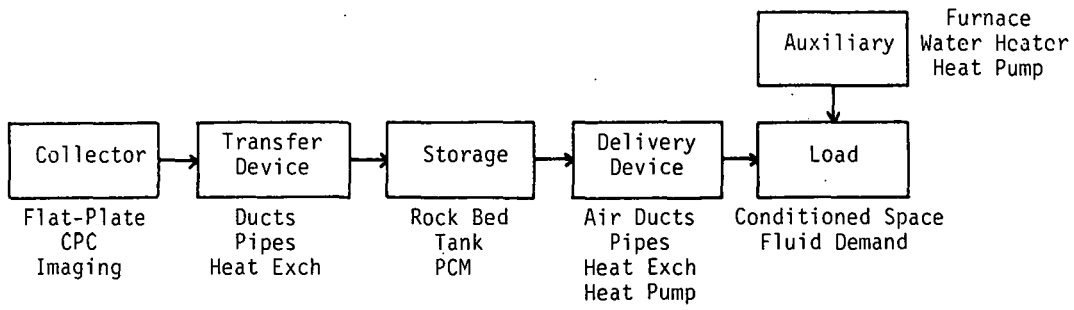 Auxiliary
Furnace
Water Heater
Heat Pump
Collector
Transfer
Device
Storage
Delivery
Device
Load
Flat-Plate
CPC
Imaging
Ducts
Pipes
Heat Exch
Rock Bed
Tank
PCM
Air Ducts
Pipes
Heat Exch
Heat Pump
Conditioned Space
Fluid Demand